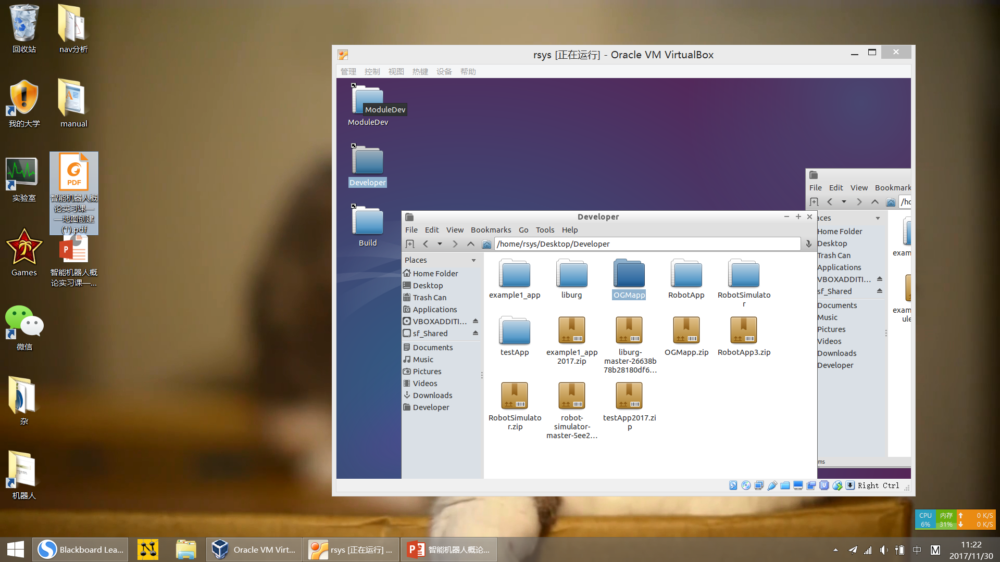 回收站
nav分析
我的大学
manual
实验室
智能机器人概
论实习课—
—地图创建
(1).pdf
PDF
Games
智能机器人概
论实习课—...
微信
杂
机器人
rsys [正在运行] - Oracle VM VirtualBox
管理 控制 视图 热键 设备 帮助
ModuleDev
ModuleDev
Developer
Build
File Edit View Bookmark
/ho
aces
Home Folder
Desktop
Trash Can
Applications
VBOXADDITI...
sf_Shared
Documents
Music
Pictures
Videos
Downloads
Developer
exam
exam
ule
ms
Developer
File Edit View Bookmarks Go Tools Help
/home/rsys/Desktop/Developer
Places
Home Folder
Desktop
Trash Can
Applications
VBOXADDITI...
sf_Shared
Documents
Music
Pictures
Videos
Downloads
Developer
example1_app
liburg
OGMapp
RobotApp
RobotSimulato
r
testApp
example1_app
2017.zip
liburg-
master-26638b
78b28180df6...
OGMapp.zip
RobotApp3.zip
RobotSimulato
r.zip
robot-
simulator-
master-5ee2...
testApp2017.zi
p
Right Ctrl
CPU 内存 0 K/S
6% 31% 0 K/S
Blackboard Lea...
Oracle VM Virt...
rsys [正在运行] ...
智能机器人概论...
中
M
11:22
2017/11/30